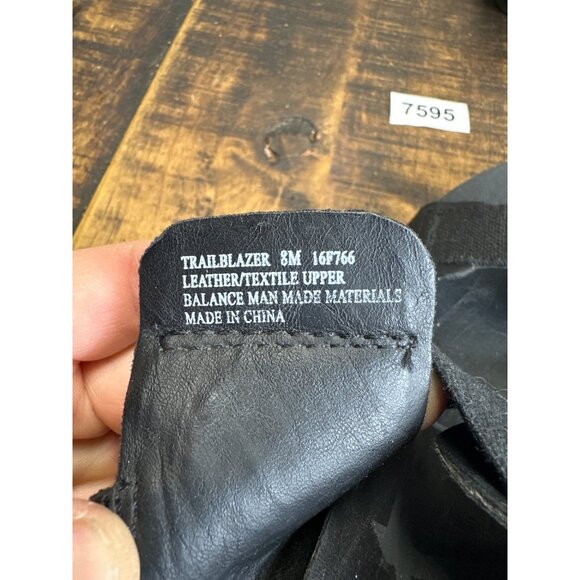 7595
TRAILBLAZER 8M 16F766
LEATHER/TEXTILE UPPER
BALANCE MAN MADE MATERIALS
MADE IN CHINA